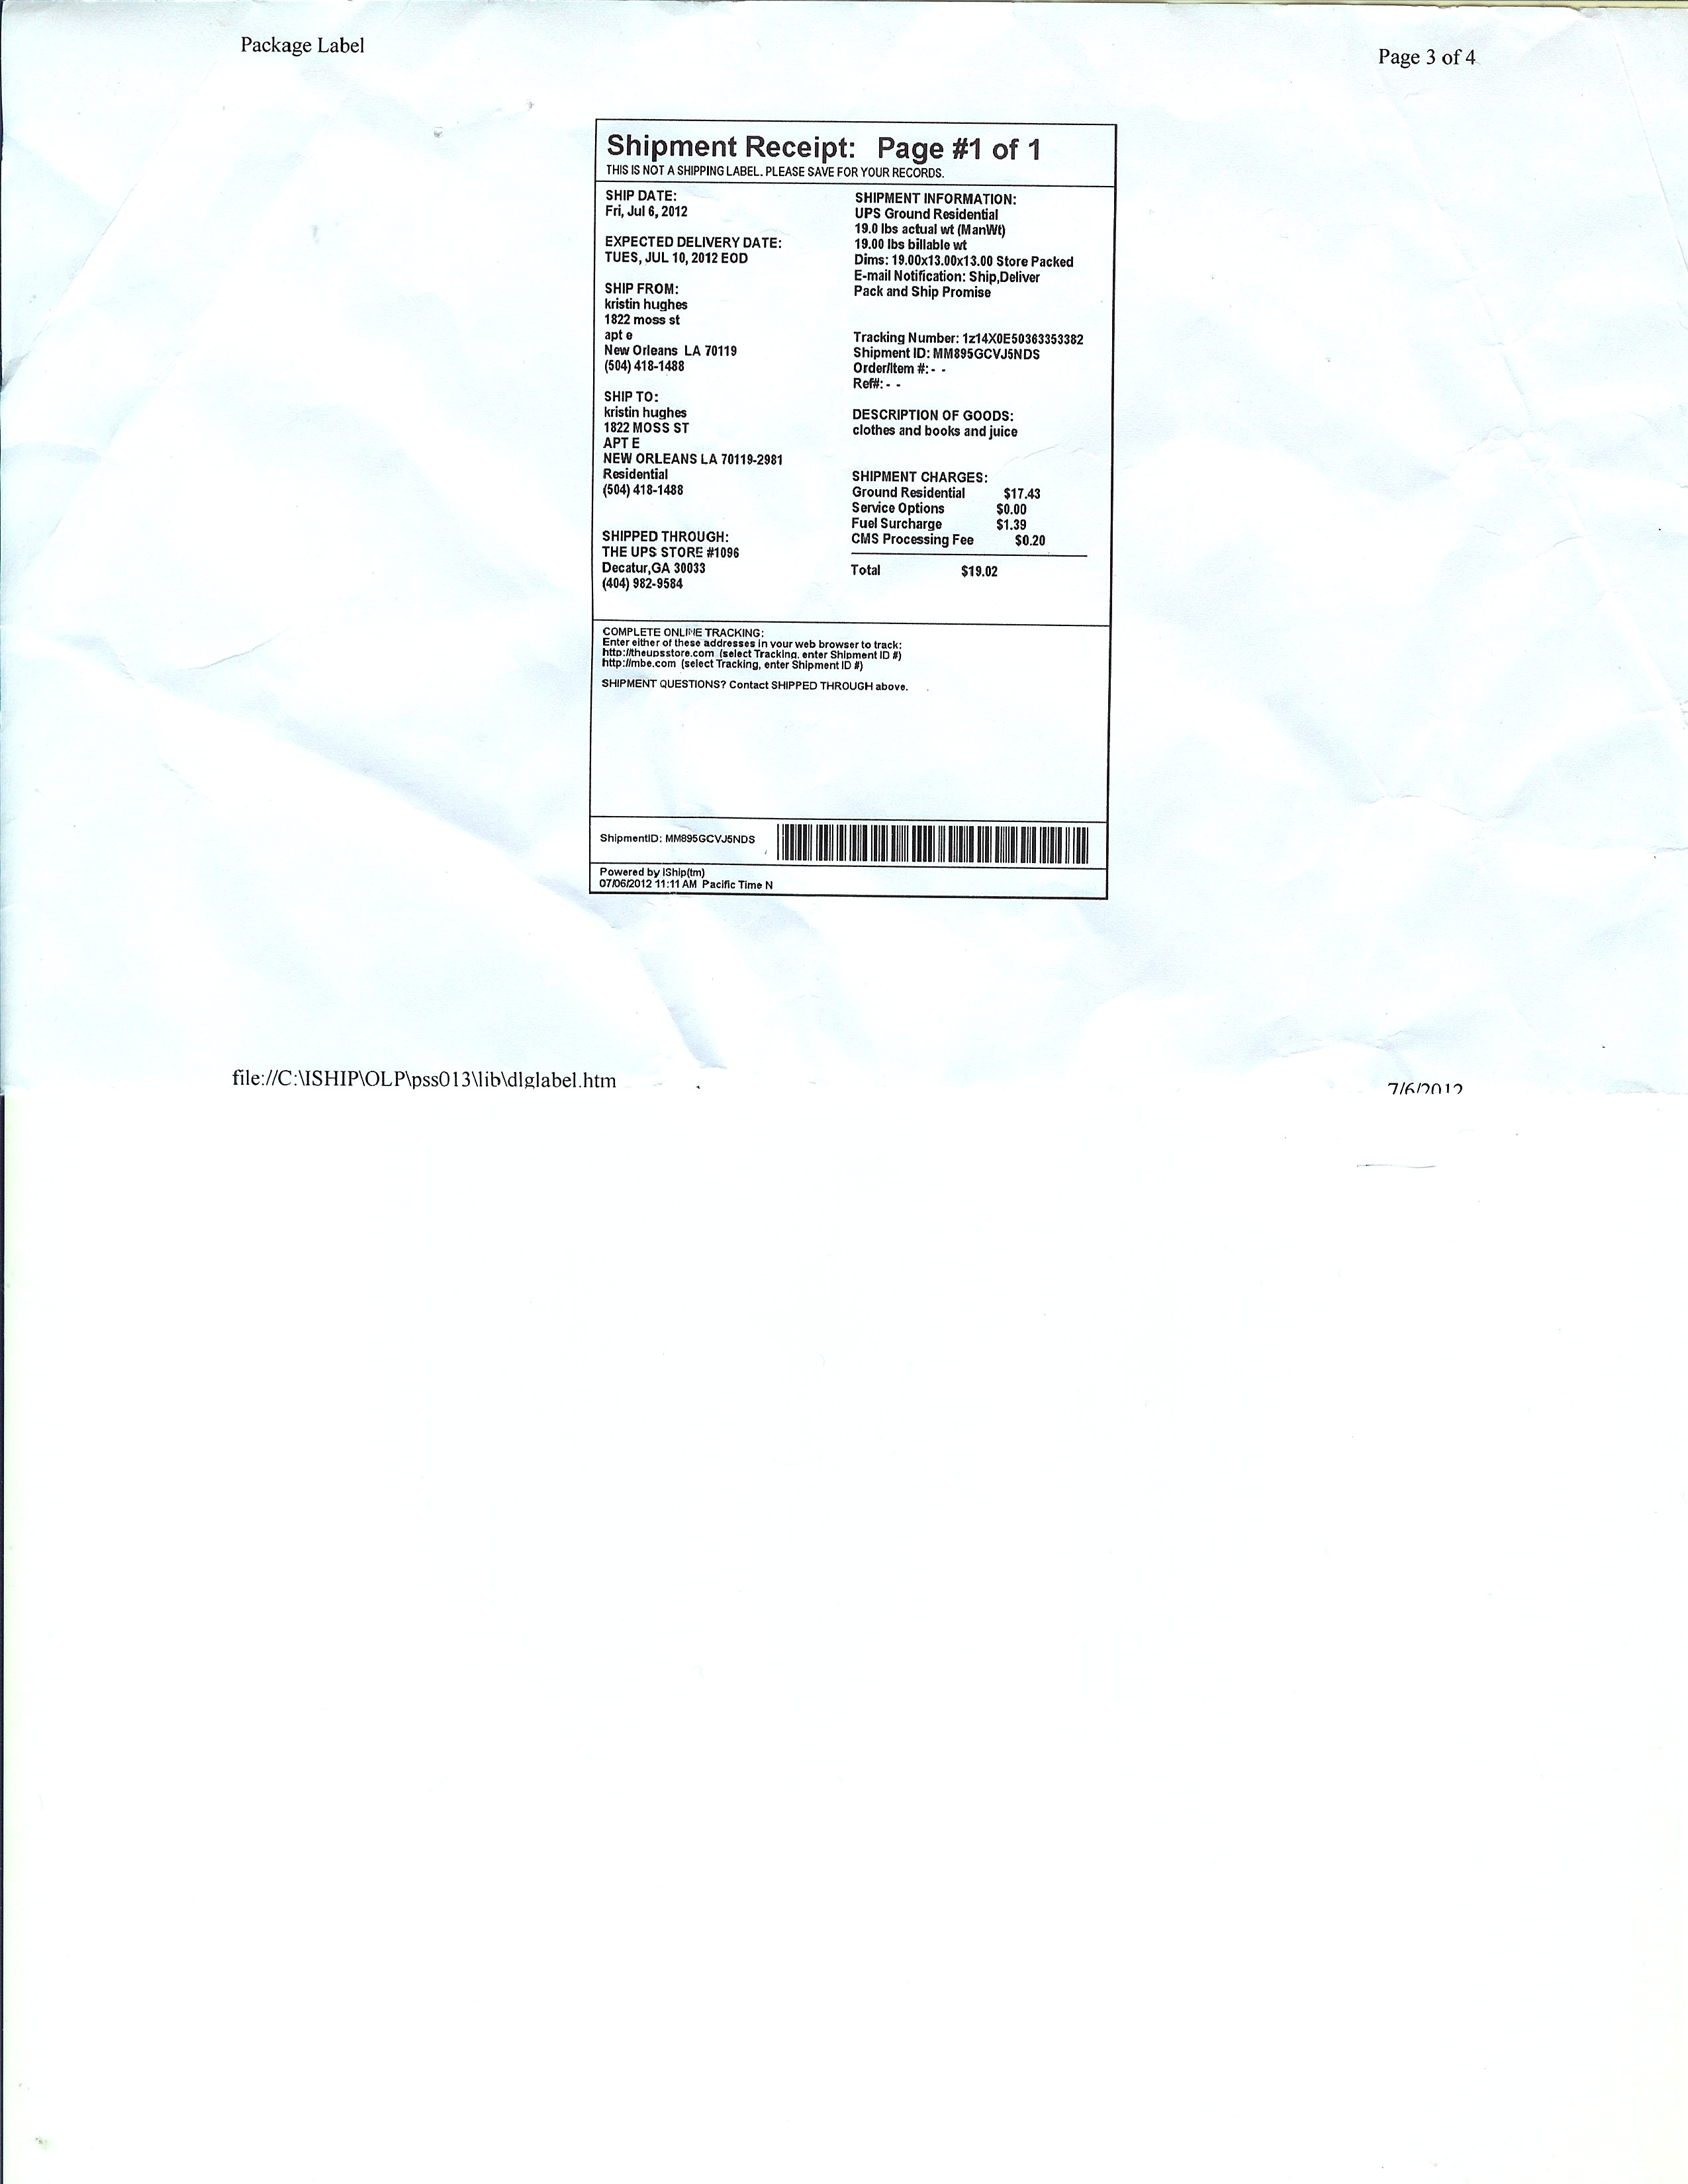 Package Label
Page 3 of 4
Shipment Receipt: Page #1 of 1
THIS IS NOT A SHIPPING LABEL. PLEASE SAVE FOR YOUR RECORDS.
SHIP DATE:
Fri, Jul 6, 2012
EXPECTED DELIVERY DATE:
TUES, JUL 10, 2012 EOD
SHIP FROM:
kristin hughes
1822 moss st
apt e
New Orleans LA 70119
(504) 418-1488
SHIP TO:
kristin hughes
1822 MOSS ST
APT E
NEW ORLEANS LA 70119-2981
Residential
(504) 418-1488
SHIPPED THROUGH:
THE UPS STORE #1096
Decatur,GA 30033
(404) 982-9584
SHIPMENT INFORMATION:
UPS Ground Residential
19.0 lbs actual wt (ManWt)
19.00 lbs billable wt
Dims: 19.00x13.00x13.00 Store Packed
E-mail Notification: Ship,Deliver
Pack and Ship Promise
Tracking Number: 1z14X0E50363353382
Shipment ID: MM895GCVJ5NDS
Order/Item #: - -
Ref#: - -
DESCRIPTION OF GOODS:
clothes and books and juice
SHIPMENT CHARGES:
Ground Residential $17.43
Service Options $0.00
Fuel Surcharge $1.39
CMS Processing Fee $0.20
Total $19.02
COMPLETE ONLINE TRACKING:
Enter either of these addresses in your web browser to track:
http://theupsstore.com (select Tracking, enter Shipment ID #)
http://mbe.com (select Tracking, enter Shipment ID #)
SHIPMENT QUESTIONS? Contact SHIPPED THROUGH above.
ShipmentID: MM895GCVJ5NDS
Powered by iShip(tm)
07/06/2012 11:11 AM Pacific Time N
file://C:\ISHIP\OLP\pss013\lib\dlglabel.htm
7/6/2012